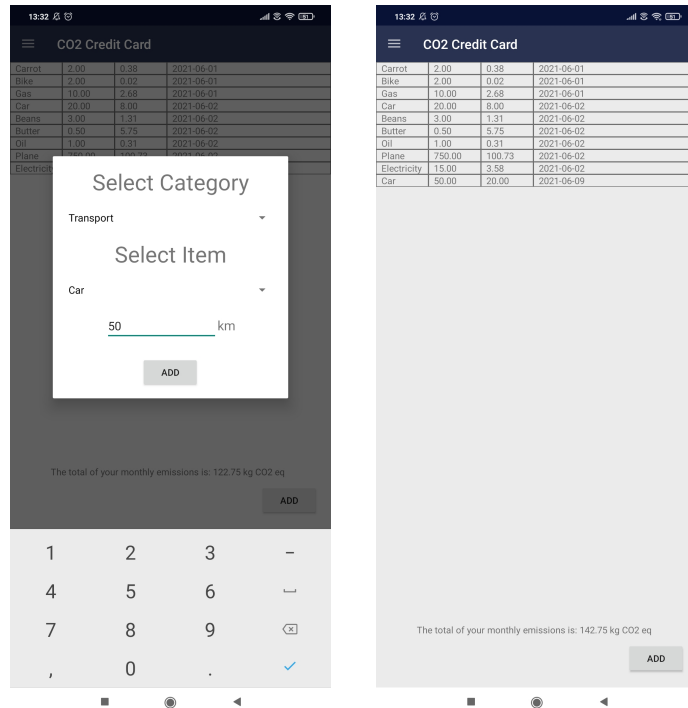 13:32
CO2 Credit Card
Carrot 2.00 0.38 2021-06-01
Bike 2.00 0.02 2021-06-01
Gas 10.00 2.68 2021-06-01
Car 20.00 8.00 2021-06-02
Beans 3.00 1.31 2021-06-02
Butter 0.50 5.75 2021-06-02
Oil 1.00 0.31 2021-06-02
Plane 750.00 100.73 2021-06-02
Electricity
Select Category
Transport
Select Item
Car
50 km
ADD
The total of your monthly emissions is: 122.75 kg CO2 eq
ADD
1 2 3 –
4 5 6
7 8 9
, 0 .
13:32
CO2 Credit Card
Carrot 2.00 0.38 2021-06-01
Bike 2.00 0.02 2021-06-01
Gas 10.00 2.68 2021-06-01
Car 20.00 8.00 2021-06-02
Beans 3.00 1.31 2021-06-02
Butter 0.50 5.75 2021-06-02
Oil 1.00 0.31 2021-06-02
Plane 750.00 100.73 2021-06-02
Electricity 15.00 3.58 2021-06-02
Car 50.00 20.00 2021-06-09
The total of your monthly emissions is: 142.75 kg CO2 eq
ADD